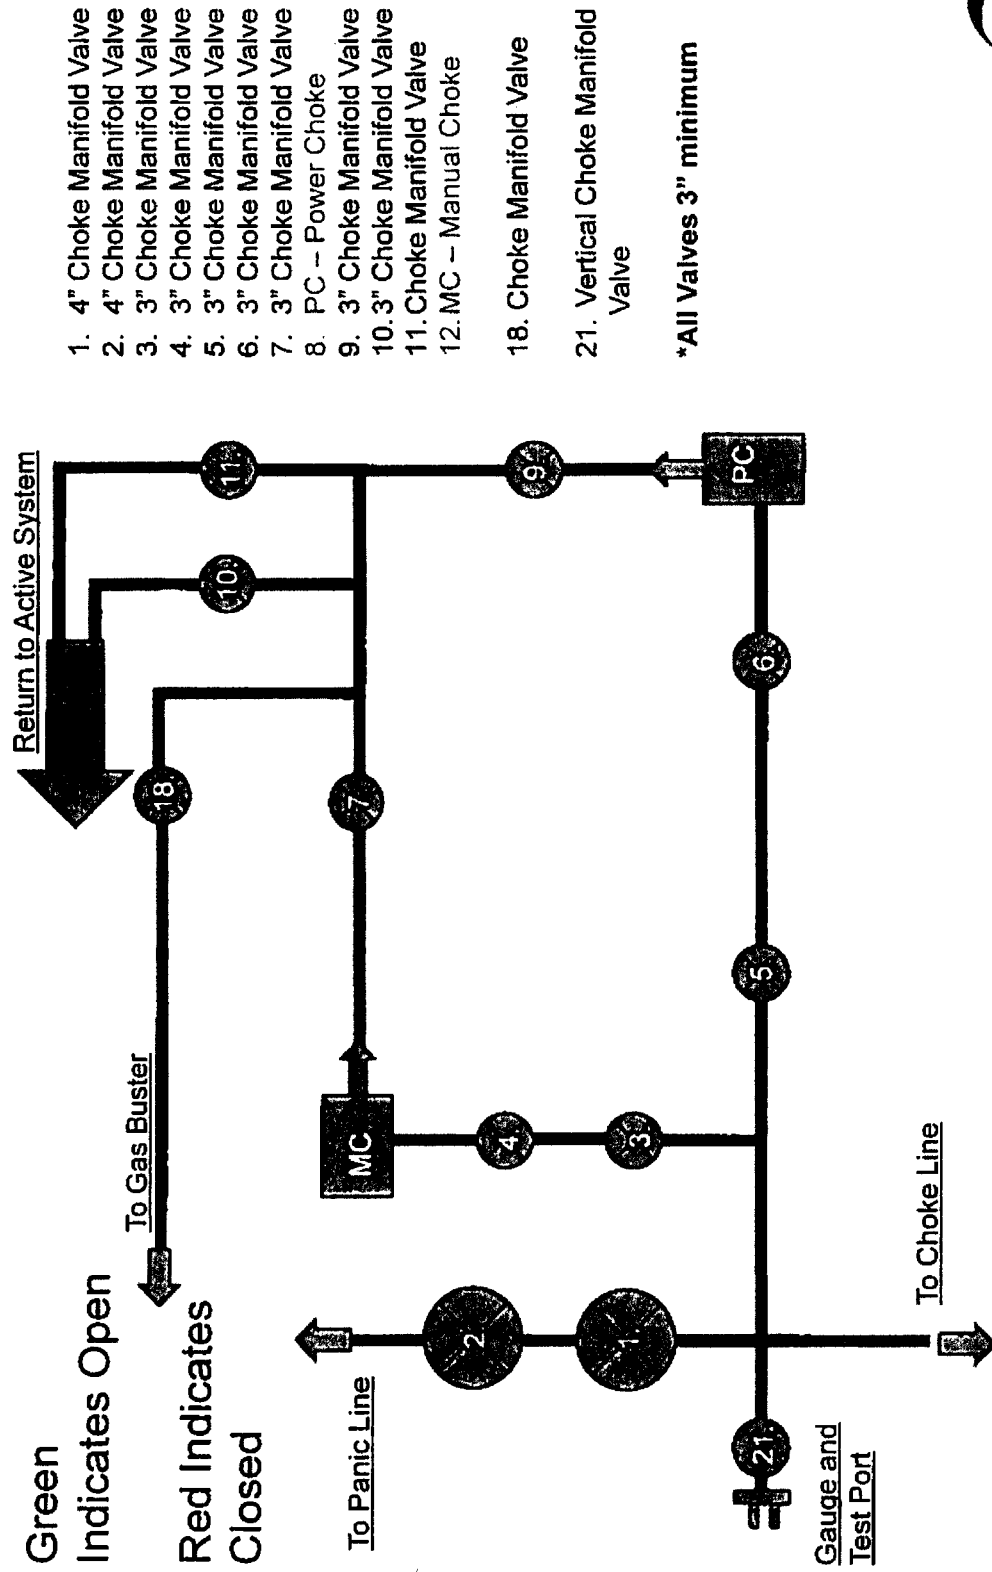 Green
Indicates Open
Red Indicates
Closed
To Gas Buster
Return to Active System
To Panic Line
Gauge and
Test Port
To Choke Line
18
10
11
7
MC
4
3
2
1
21
5
6
9
PC
1. 4" Choke Manifold Valve
2. 4" Choke Manifold Valve
3. 3" Choke Manifold Valve
4. 3" Choke Manifold Valve
5. 3" Choke Manifold Valve
6. 3" Choke Manifold Valve
7. 3" Choke Manifold Valve
8. PC – Power Choke
9. 3" Choke Manifold Valve
10. 3" Choke Manifold Valve
11. Choke Manifold Valve
12. MC – Manual Choke
18. Choke Manifold Valve
21. Vertical Choke Manifold
Valve
*All Valves 3" minimum